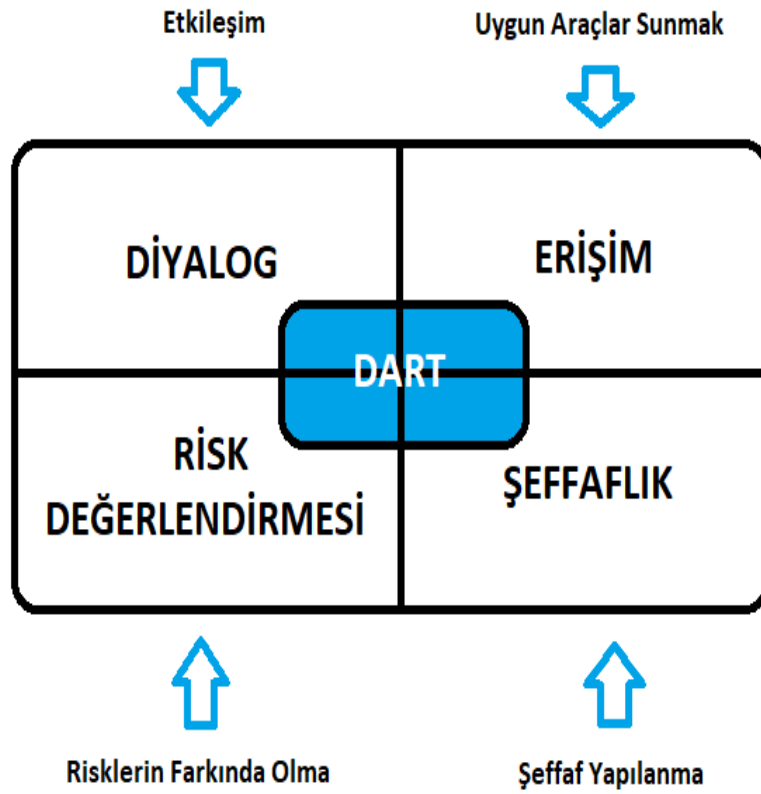 Etkileşim
Uygun Araçlar Sunmak
DİYALOG
ERİŞİM
DART
RİSK
DEĞERLENDİRMESİ
ŞEFFAFLIK
Risklerin Farkında Olma
Şeffaf Yapılanma